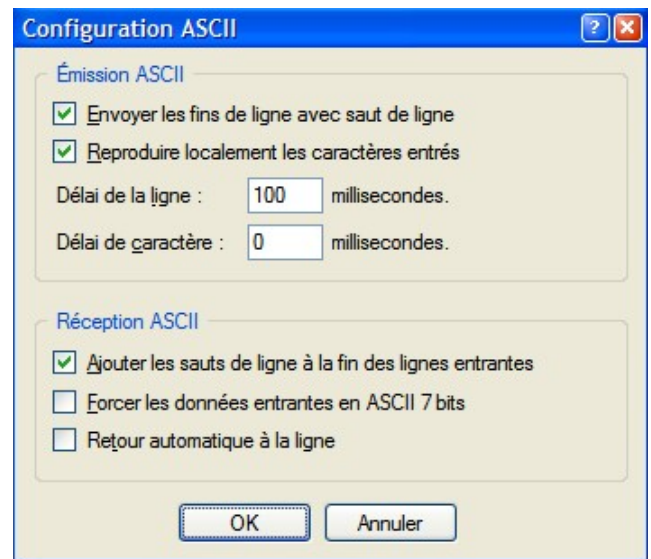 Configuration ASCII
?
Émission ASCII
Envoyer les fins de ligne avec saut de ligne
Reproduire localement les caractères entrés
Délai de la ligne : 100 millisecondes.
Délai de caractère : 0 millisecondes.
Réception ASCII
Ajouter les sauts de ligne à la fin des lignes entrantes
Forcer les données entrantes en ASCII 7 bits
Retour automatique à la ligne
OK Annuler